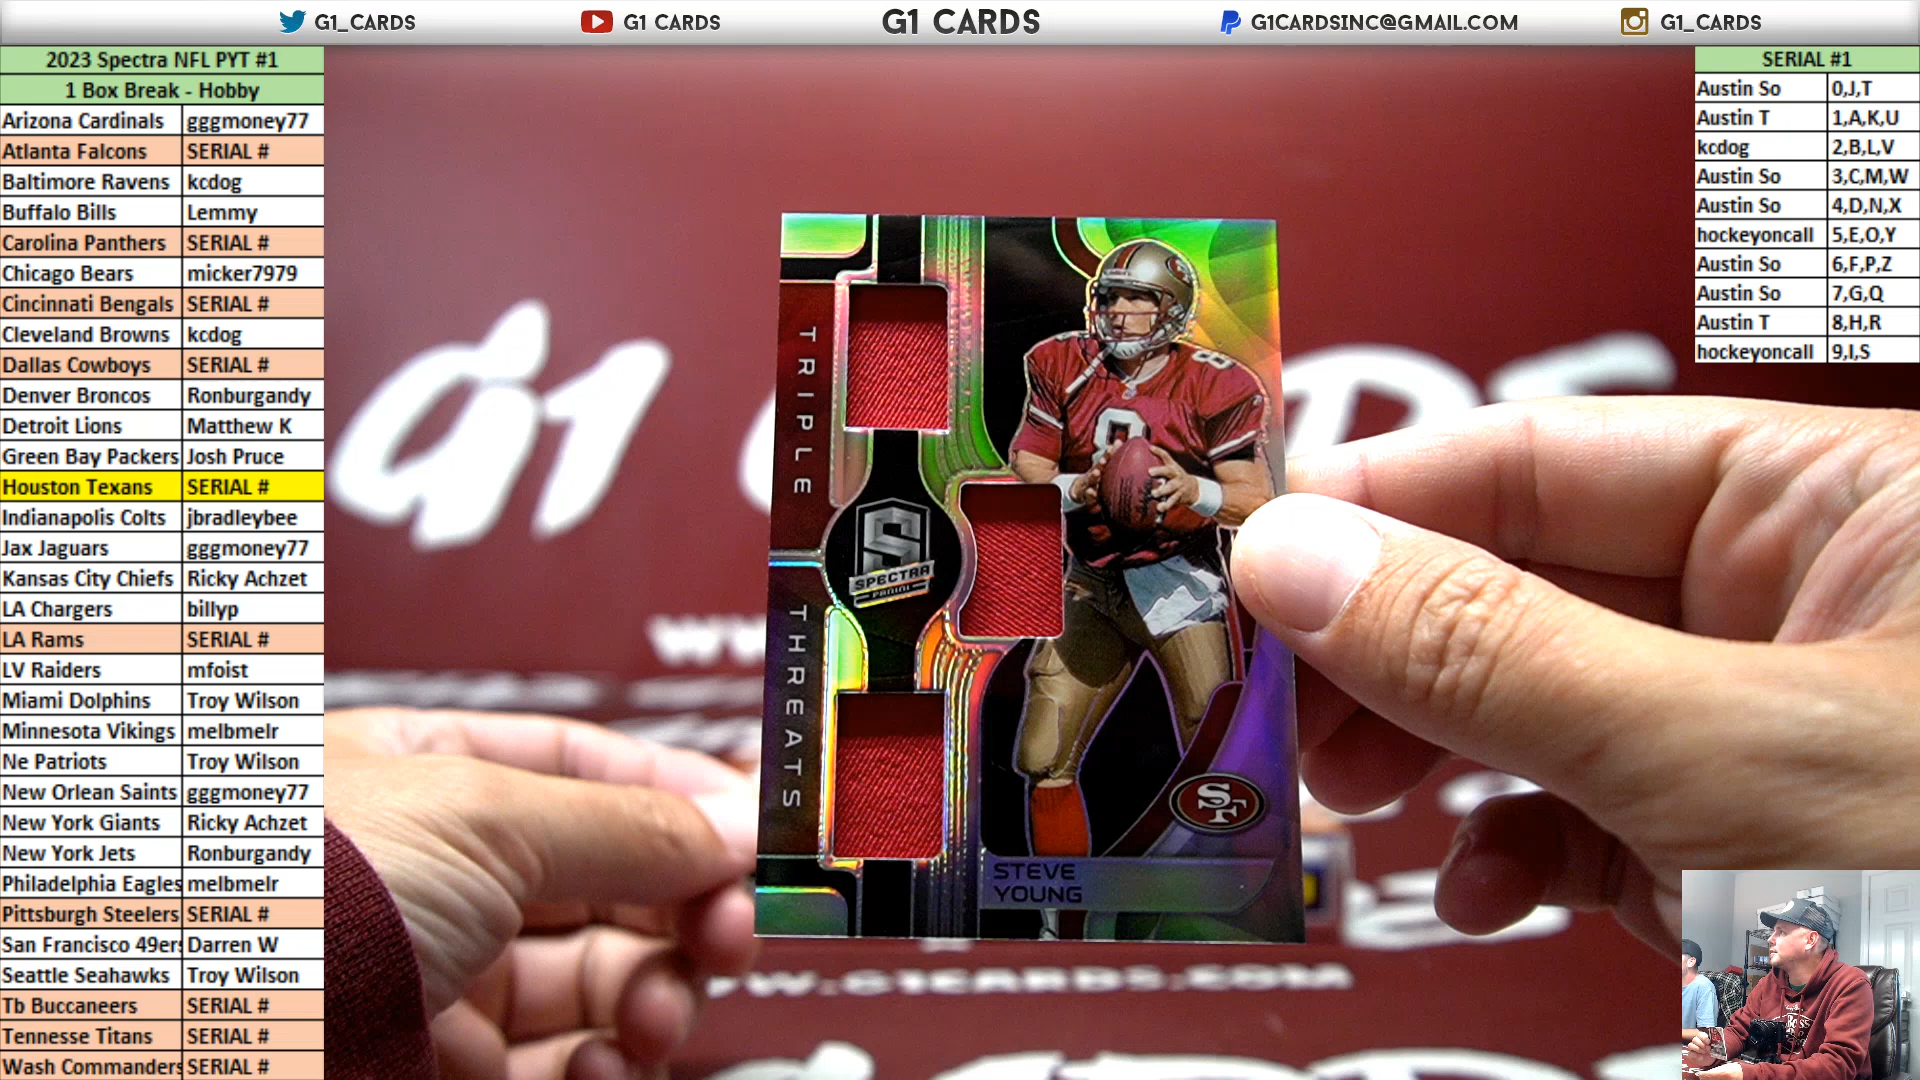 G1_CARDS
G1 CARDS
G1 CARDS
G1CARDSINC@GMAIL.COM
G1_CARDS
2023 Spectra NFL PYT #1
1 Box Break - Hobby
Arizona Cardinals gggmoney77
Atlanta Falcons SERIAL #
Baltimore Ravens kcdog
Buffalo Bills Lemmy
Carolina Panthers SERIAL #
Chicago Bears micker7979
Cincinnati Bengals SERIAL #
Cleveland Browns kcdog
Dallas Cowboys SERIAL #
Denver Broncos Ronburgandy
Detroit Lions Matthew K
Green Bay Packers Josh Pruce
Houston Texans SERIAL #
Indianapolis Colts jbradleybee
Jax Jaguars gggmoney77
Kansas City Chiefs Ricky Achzet
LA Chargers billyp
LA Rams SERIAL #
LV Raiders mfoist
Miami Dolphins Troy Wilson
Minnesota Vikings melbmelr
Ne Patriots Troy Wilson
New Orlean Saints gggmoney77
New York Giants Ricky Achzet
New York Jets Ronburgandy
Philadelphia Eagles melbmelr
Pittsburgh Steelers SERIAL #
San Francisco 49ers Darren W
Seattle Seahawks Troy Wilson
Tb Buccaneers SERIAL #
Tennesse Titans SERIAL #
Wash Commanders SERIAL #
SERIAL #1
Austin So 0,J,T
Austin T 1,A,K,U
kcdog 2,B,L,V
Austin So 3,C,M,W
Austin So 4,D,N,X
hockeyoncall 5,E,O,Y
Austin So 6,F,P,Z
Austin So 7,G,Q
Austin T 8,H,R
hockeyoncall 9,I,S
TRIPLE
THREATS
S
SPECTRA
PANINI
8
8
SF
STEVE
YOUNG
G1
WWW.G1CARDS.COM